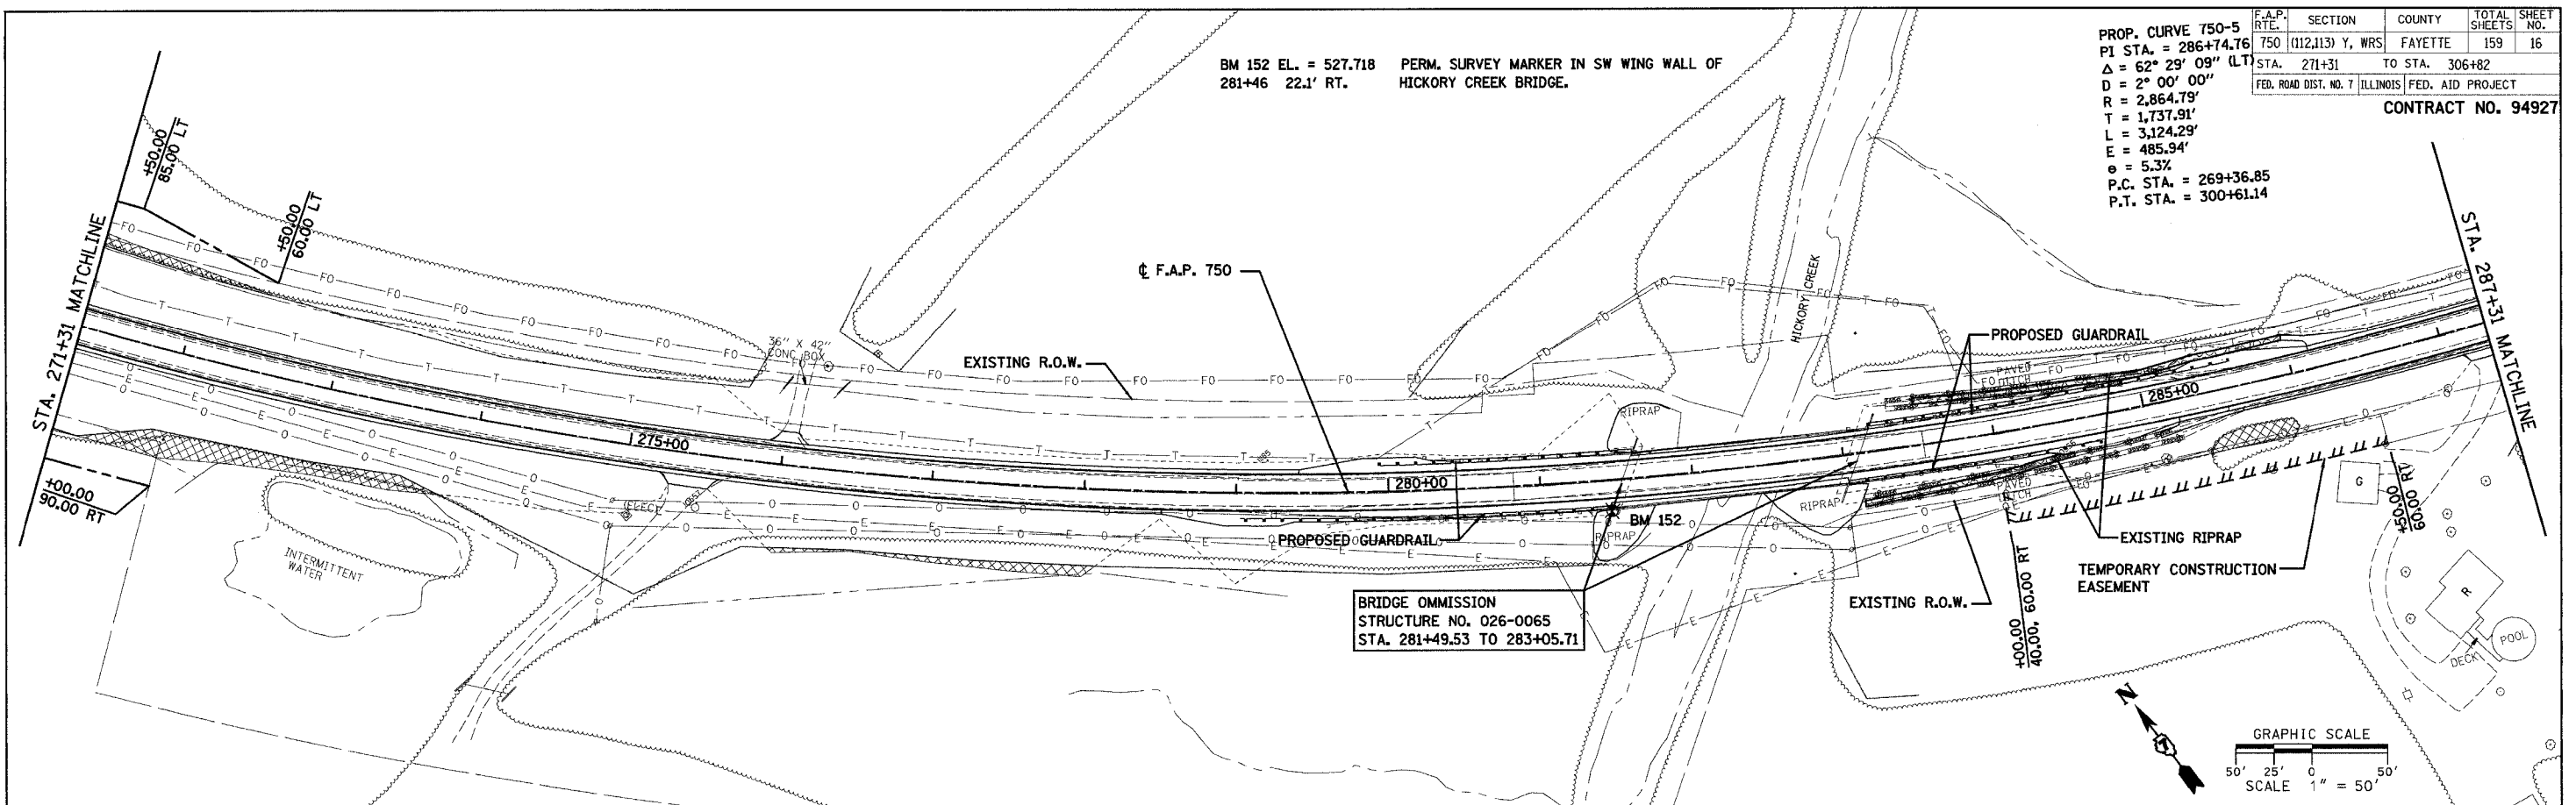 F.A.P. RTE. SECTION COUNTY TOTAL SHEETS SHEET NO.
750 (112,113) Y, WRS FAYETTE 159 16
STA. 271+31 TO STA. 306+82
FED. ROAD DIST. NO. 7 ILLINOIS FED. AID PROJECT
CONTRACT NO. 94927
PROP. CURVE 750-5
PI STA. = 286+74.76
Δ = 62° 29' 09" (LT)
D = 2° 00' 00"
R = 2,864.79'
T = 1,737.91'
L = 3,124.29'
E = 485.94'
e = 5.3%
P.C. STA. = 269+36.85
P.T. STA. = 300+61.14
BM 152 EL. = 527.718 PERM. SURVEY MARKER IN SW WING WALL OF
281+46 22.1' RT. HICKORY CREEK BRIDGE.
STA. 271+31 MATCHLINE
+50.00
85.00 LT
+50.00
60.00 LT
+00.00
90.00 RT
INTERMITTENT
WATER
36" X 42"
CONC BOX
275+00
ELEC
EXISTING R.O.W.
℄ F.A.P. 750
280+00
PROPOSED GUARDRAIL
RIPRAP
BM 152
RIPRAP
BRIDGE OMMISSION
STRUCTURE NO. 026-0065
STA. 281+49.53 TO 283+05.71
HICKORY CREEK
RIPRAP
PROPOSED GUARDRAIL
PAVED
DITCH
285+00
PAVED
DITCH
EXISTING RIPRAP
TEMPORARY CONSTRUCTION
EASEMENT
EXISTING R.O.W.
+00.00
40.00, 60.00 RT
+50.00
60.00 RT
G
R
DECK
POOL
STA. 287+31 MATCHLINE
N
GRAPHIC SCALE
50' 25' 0 50'
SCALE 1" = 50'